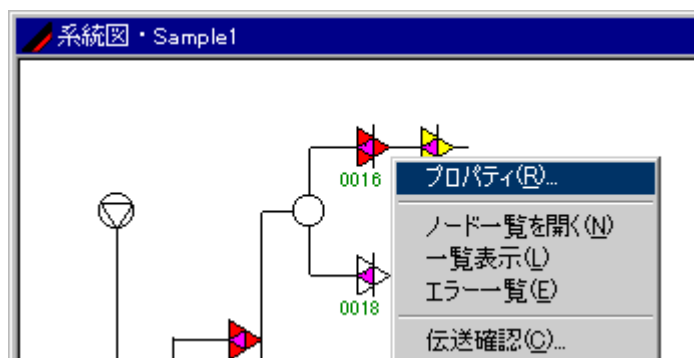 系統図・Sample1
0016
プロパティ(R)...
ノード一覧を開く(N)
一覧表示(L)
エラー一覧(E)
0018
伝送確認(C)...